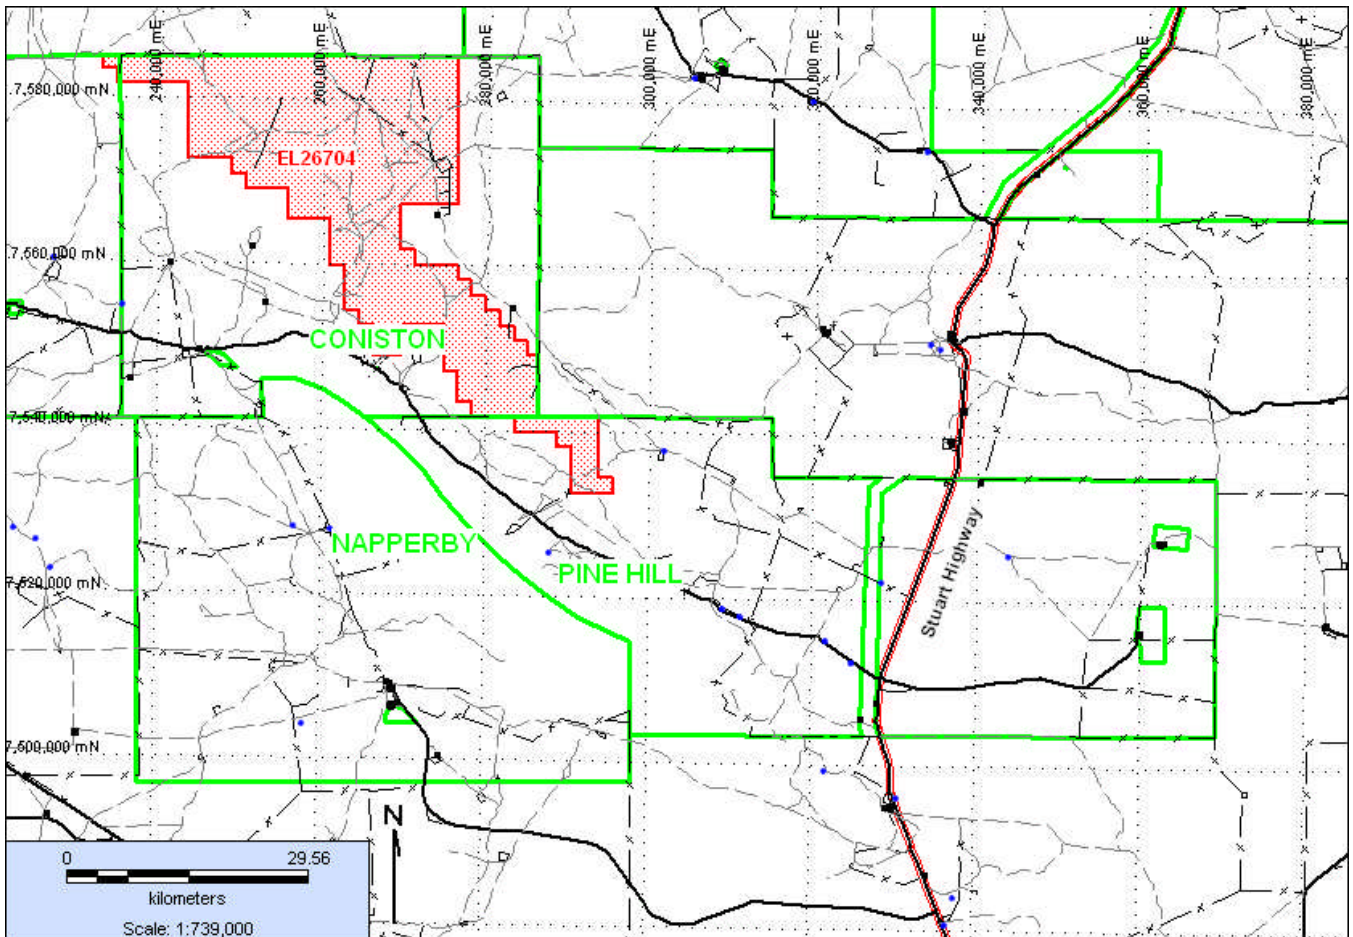 240,000 mE
260,000 mE
280,000 mE
300,000 mE
320,000 mE
340,000 mE
360,000 mE
380,000 mE
7,580,000 mN
EL26704
7,560,000 mN
CONISTON
7,540,000 mN
NAPPERBY
PINE HILL
7,520,000 mN
Stuart Highway
7,500,000 mN
N
0 29.56
kilometers
Scale: 1:739,000